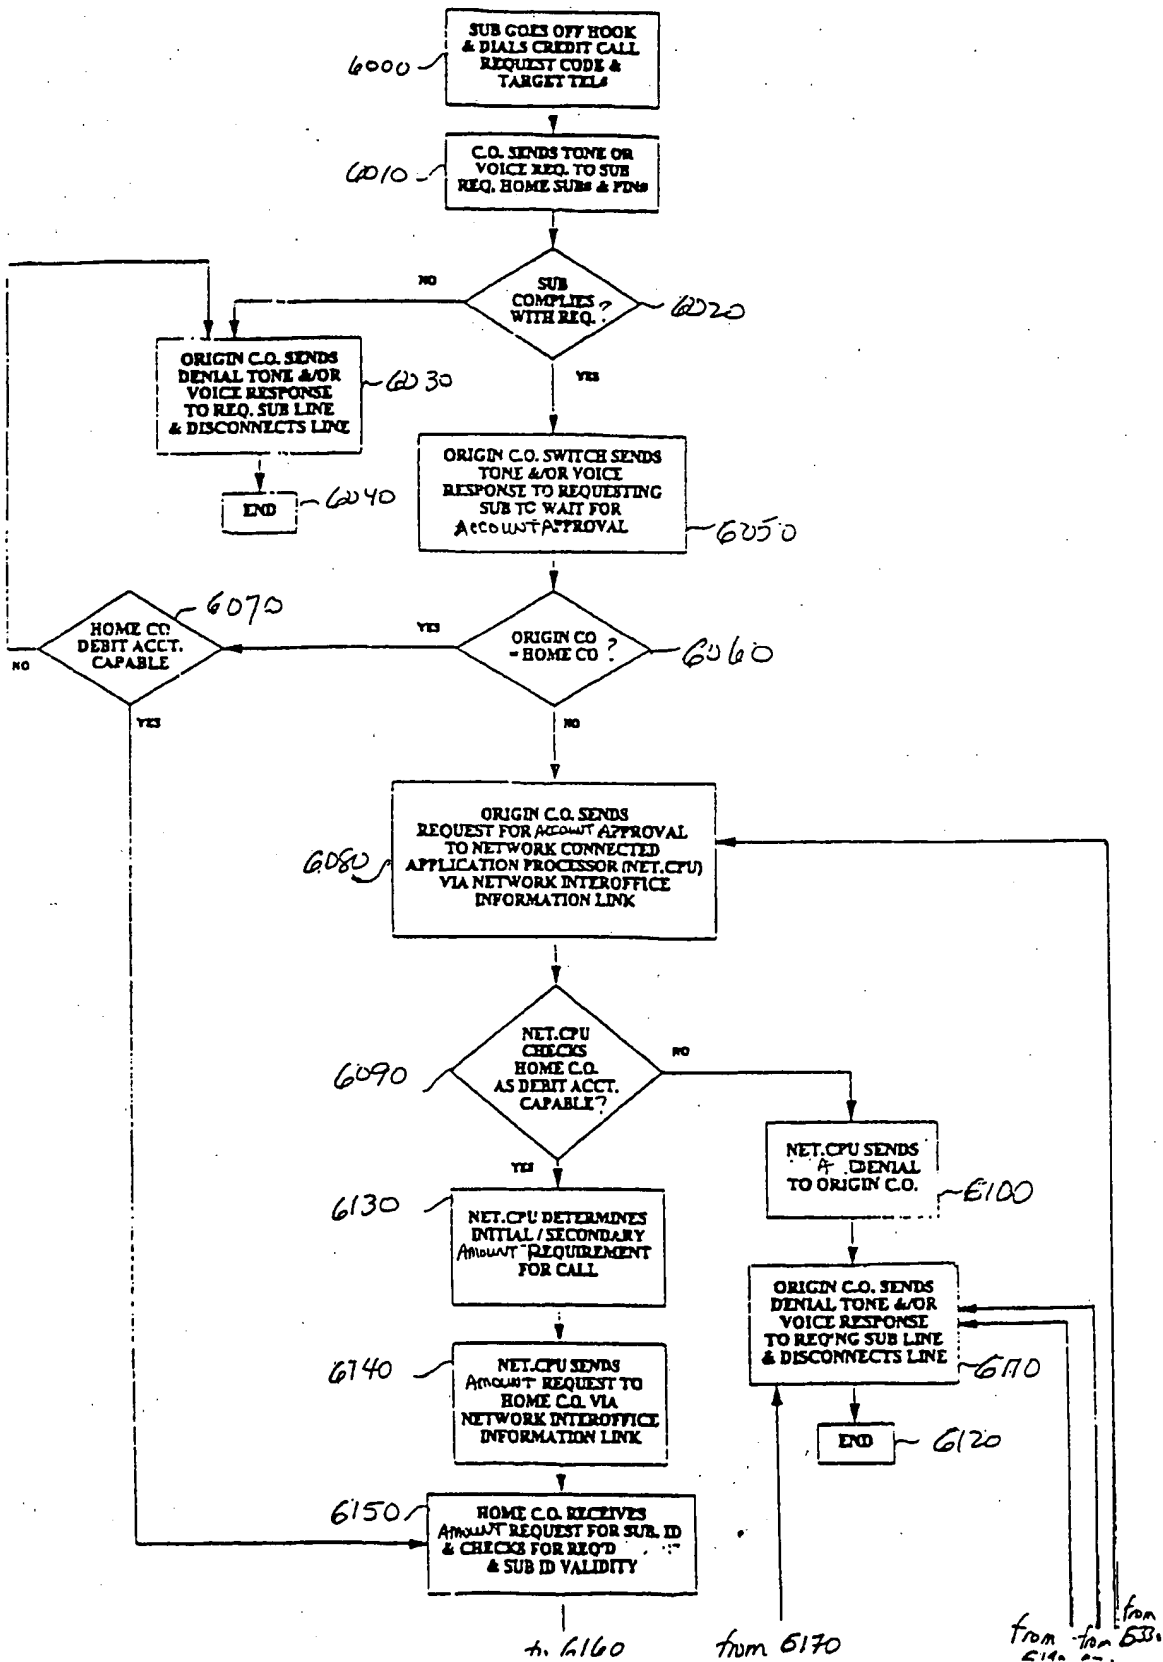 SUB GOES OFF HOOK
& DIALS CREDIT CALL
REQUEST CODE &
TARGET TEL#
6000
C.O. SENDS TONE OR
VOICE REQ. TO SUB
REQ. HOME SUB# & PIN#
6010
SUB
COMPLIES
WITH REQ.?
6020
NO
YES
ORIGIN C.O. SENDS
DENIAL TONE &/OR
VOICE RESPONSE
TO REQ. SUB LINE
& DISCONNECTS LINE
6030
END
6040
ORIGIN C.O. SWITCH SENDS
TONE &/OR VOICE
RESPONSE TO REQUESTING
SUB TO WAIT FOR
ACCOUNT APPROVAL
6050
HOME CO
DEBIT ACCT.
CAPABLE
6070
NO
YES
YES
ORIGIN CO
= HOME CO ?
6060
NO
ORIGIN C.O. SENDS
REQUEST FOR ACCOUNT APPROVAL
TO NETWORK CONNECTED
APPLICATION PROCESSOR (NET.CPU)
VIA NETWORK INTEROFFICE
INFORMATION LINK
6080
NET.CPU
CHECKS
HOME C.O.
AS DEBIT ACCT.
CAPABLE?
6090
NO
YES
NET.CPU SENDS
A DENIAL
TO ORIGIN C.O.
6100
6130
NET.CPU DETERMINES
INITIAL / SECONDARY
AMOUNT REQUIREMENT
FOR CALL
ORIGIN C.O. SENDS
DENIAL TONE &/OR
VOICE RESPONSE
TO REQ'NG SUB LINE
& DISCONNECTS LINE
6110
6140
NET.CPU SENDS
AMOUNT REQUEST TO
HOME C.O. VIA
NETWORK INTEROFFICE
INFORMATION LINK
END
6120
6150
HOME C.O. RECEIVES
AMOUNT REQUEST FOR SUB. ID
& CHECKS FOR REQ'D
& SUB ID VALIDITY
to 6160
from 6170
from
from
from